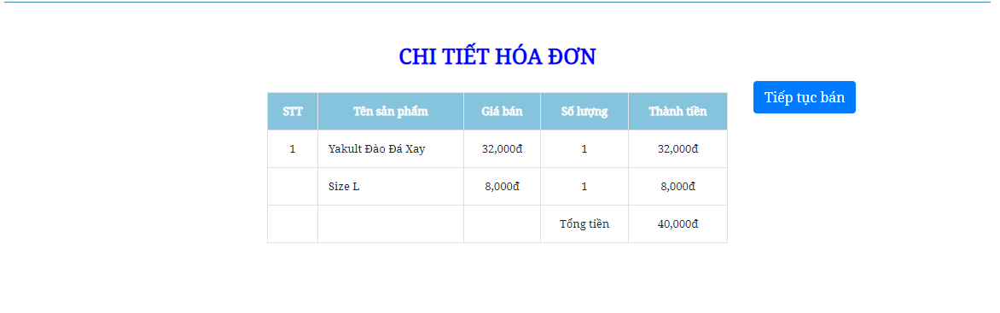 CHI TIẾT HÓA ĐƠN
Tiếp tục bán
STT Tên sản phẩm Giá bán Số lượng Thành tiền
1 Yakult Đào Đá Xay 32,000đ 1 32,000đ
Size L 8,000đ 1 8,000đ
Tổng tiền 40,000đ